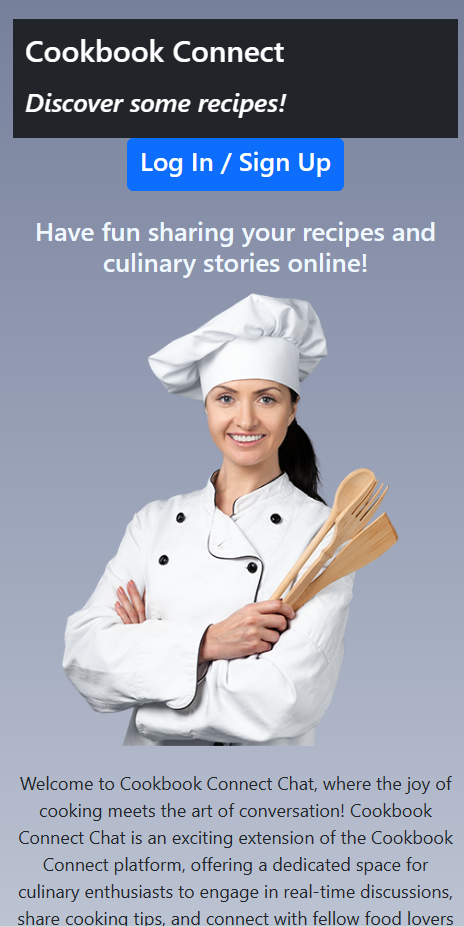 Cookbook Connect
Discover some recipes!
Log In / Sign Up
Have fun sharing your recipes and
culinary stories online!
Welcome to Cookbook Connect Chat, where the joy of
cooking meets the art of conversation! Cookbook
Connect Chat is an exciting extension of the Cookbook
Connect platform, offering a dedicated space for
culinary enthusiasts to engage in real-time discussions,
share cooking tips, and connect with fellow food lovers